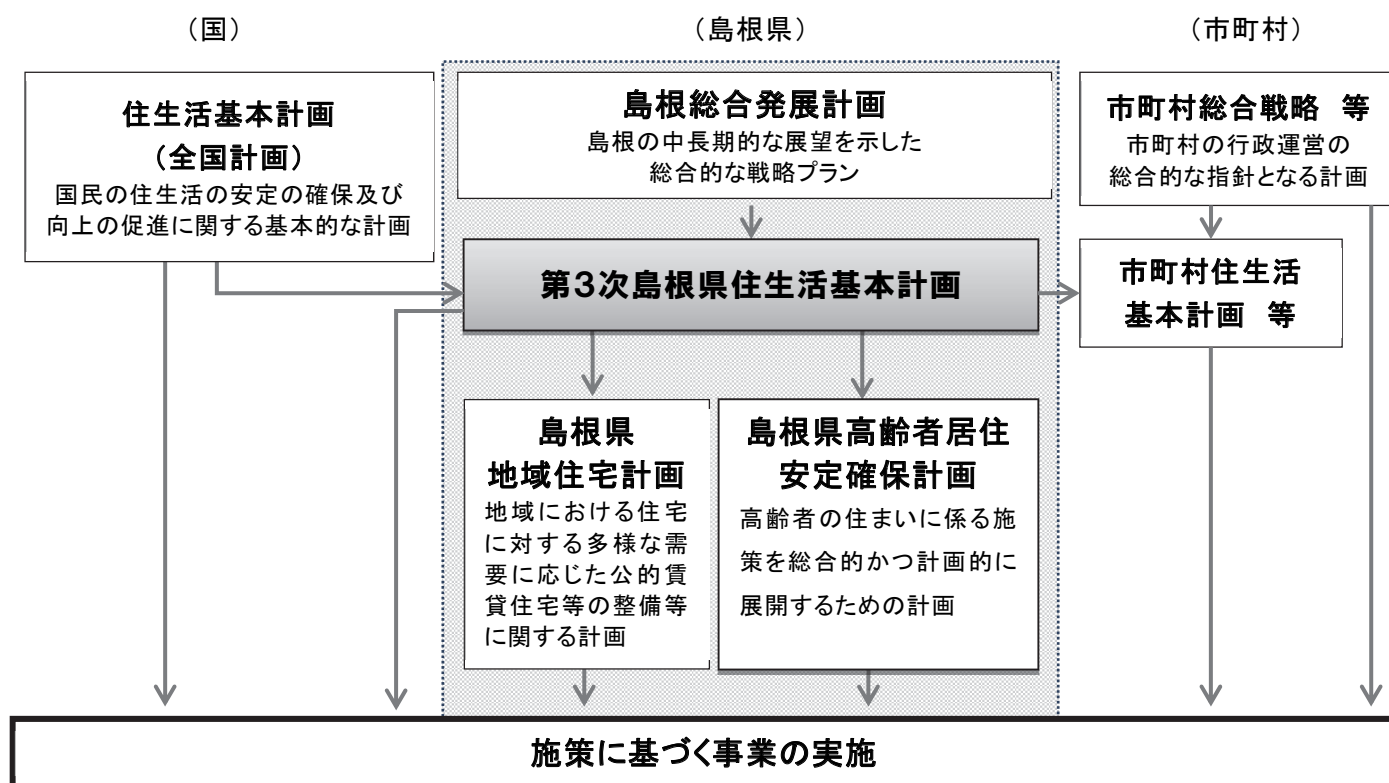 (国)
(島根県)
(市町村)
住生活基本計画
(全国計画)
国民の住生活の安定の確保及び
向上の促進に関する基本的な計画
島根総合発展計画
島根の中長期的な展望を示した
総合的な戦略プラン
市町村総合戦略 等
市町村の行政運営の
総合的な指針となる計画
第3次島根県住生活基本計画
市町村住生活
基本計画 等
島根県
地域住宅計画
地域における住宅
に対する多様な需
要に応じた公的賃
貸住宅等の整備等
に関する計画
島根県高齢者居住
安定確保計画
高齢者の住まいに係る施
策を総合的かつ計画的に
展開するための計画
施策に基づく事業の実施